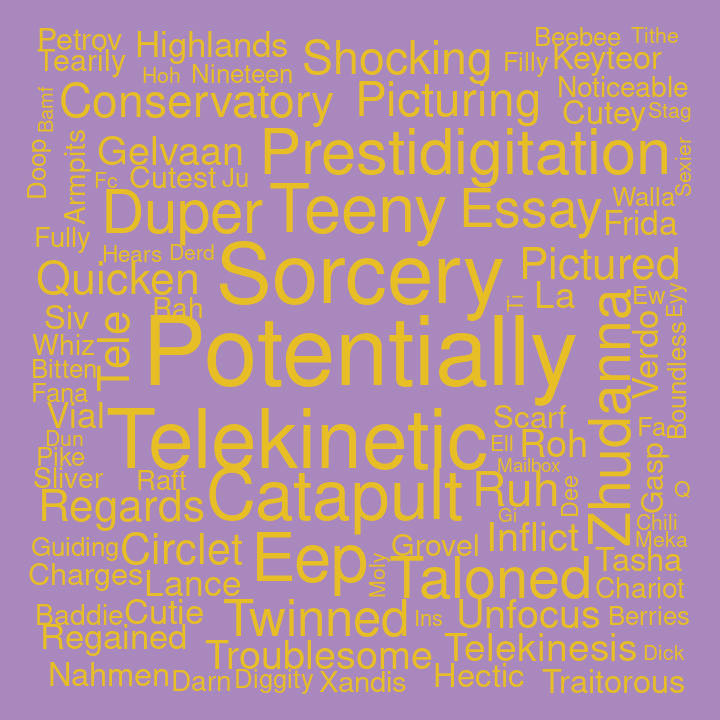 Petrov Highlands Shocking Beebee Tithe
Tearily Hoh Nineteen Filly Keyteor
Bamf Conservatory Picturing Noticeable
Cutey Stag
Doop Armpits Gelvaan Prestidigitation Sexier
Fc Cutest Ju
Duper Teeny Essay Walla
Frida
Fully Hears Derd
Quicken Sorcery Pictured
Rah Ti La Ew Eyy
Siv Tele Potentially Zhudanna Verdo Boundless
Whiz
Bitten
Fana
Vial Telekinetic Scarf Fa
Dun Ell Roh
Pike Mailbox Gasp
Sliver Raft Catapult Ruh Dee Q
Regards Gi Chili
Guiding Circlet Eep Moly Grovel Inflict Meka
Charges Lance Taloned Tasha
Chariot
Baddie Cutie Twinned Ins Unfocus Berries
Regained Troublesome Telekinesis Dick
Nahmen Darn Diggity Xandis Hectic Traitorous